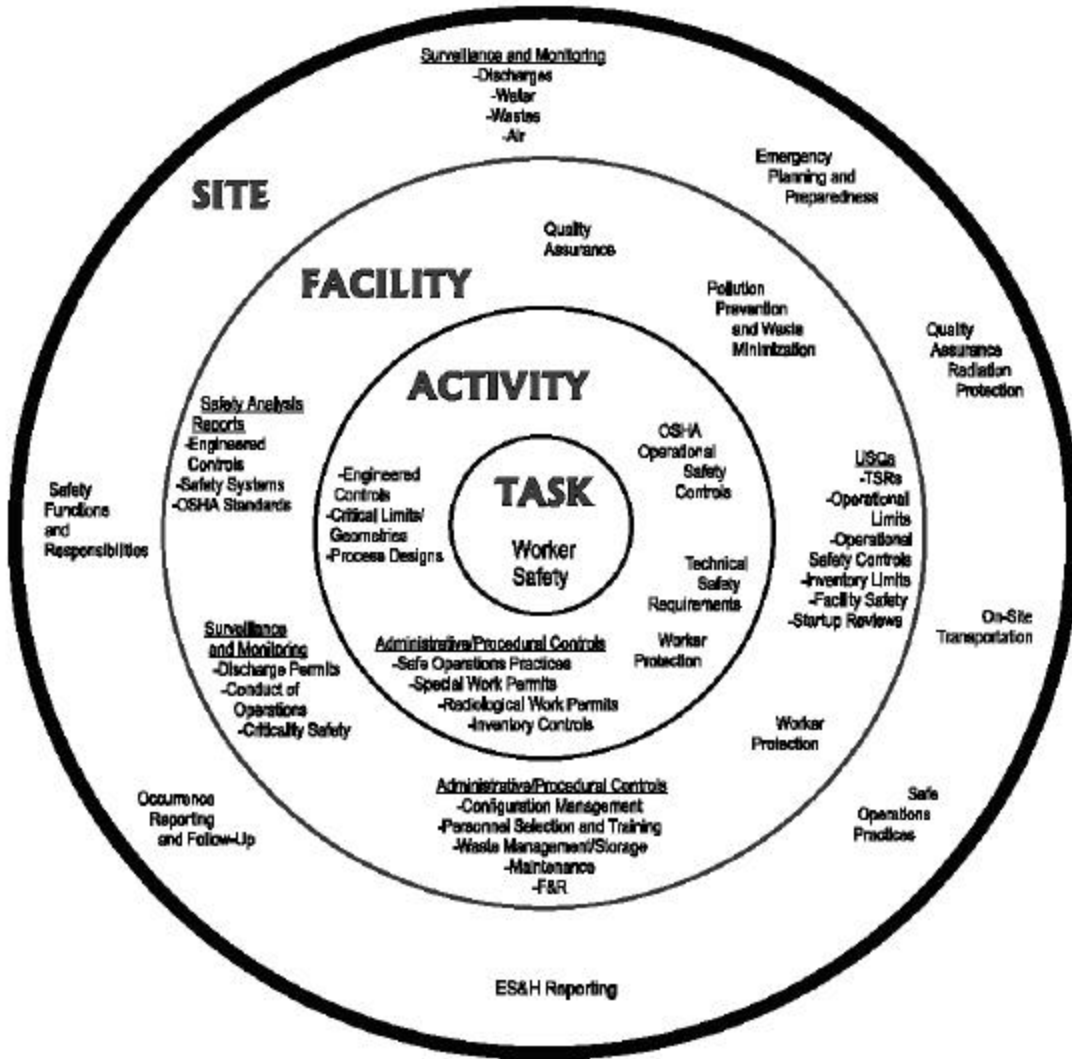 Surveillance and Monitoring
-Discharges
-Water
-Wastes
-Air
SITE
Emergency
Planning and
Preparedness
Quality
Assurance
Radiation
Protection
On-Site
Transportation
Safe
Operations
Practices
ES&H Reporting
Occurrence
Reporting
and Follow-Up
Safety
Functions
and
Responsibilities
FACILITY
Quality
Assurance
Pollution
Prevention
and Waste
Minimization
USQs
-TSRs
-Operational
Limits
-Operational
Safety Controls
-Inventory Limits
-Facility Safety
-Startup Reviews
Worker
Protection
Administrative/Procedural Controls
-Configuration Management
-Personnel Selection and Training
-Waste Management/Storage
-Maintenance
-F&R
Surveillance
and Monitoring
-Discharge Permits
-Conduct of
Operations
-Criticality Safety
Safety Analysis
Reports
-Engineered
Controls
-Safety Systems
-OSHA Standards
ACTIVITY
OSHA
Operational
Safety
Controls
Technical
Safety
Requirements
Worker
Protection
Administrative/Procedural Controls
-Safe Operations Practices
-Special Work Permits
-Radiological Work Permits
-Inventory Controls
-Engineered
Controls
-Critical Limits/
Geometries
-Process Designs
TASK
Worker
Safety